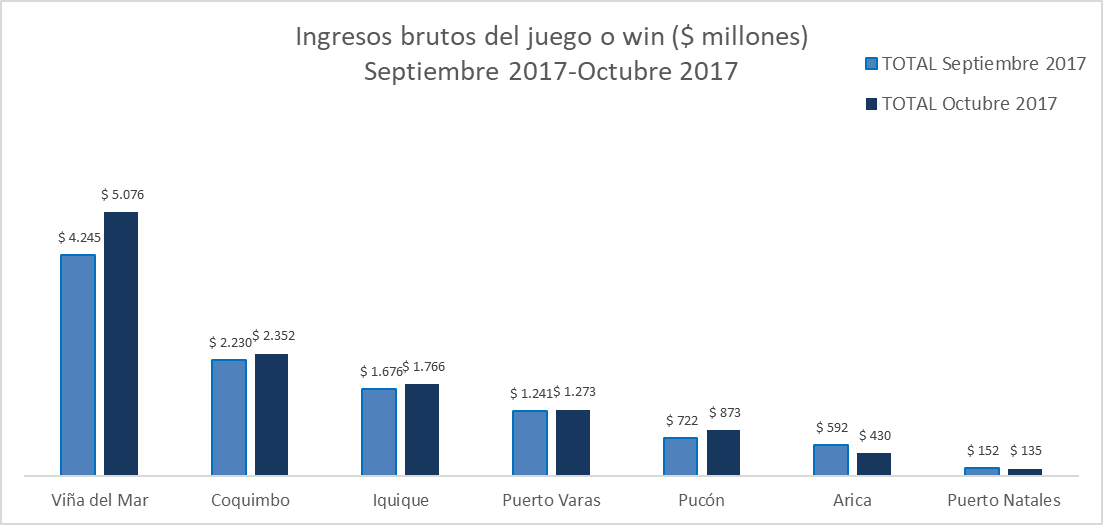 Ingresos brutos del juego o win ($ millones)
Septiembre 2017-Octubre 2017
TOTAL Septiembre 2017
TOTAL Octubre 2017
$ 4.245
$ 5.076
$ 2.230
$ 2.352
$ 1.676
$ 1.766
$ 1.241
$ 1.273
$ 722
$ 873
$ 592
$ 430
$ 152
$ 135
Viña del Mar
Coquimbo
Iquique
Puerto Varas
Pucón
Arica
Puerto Natales